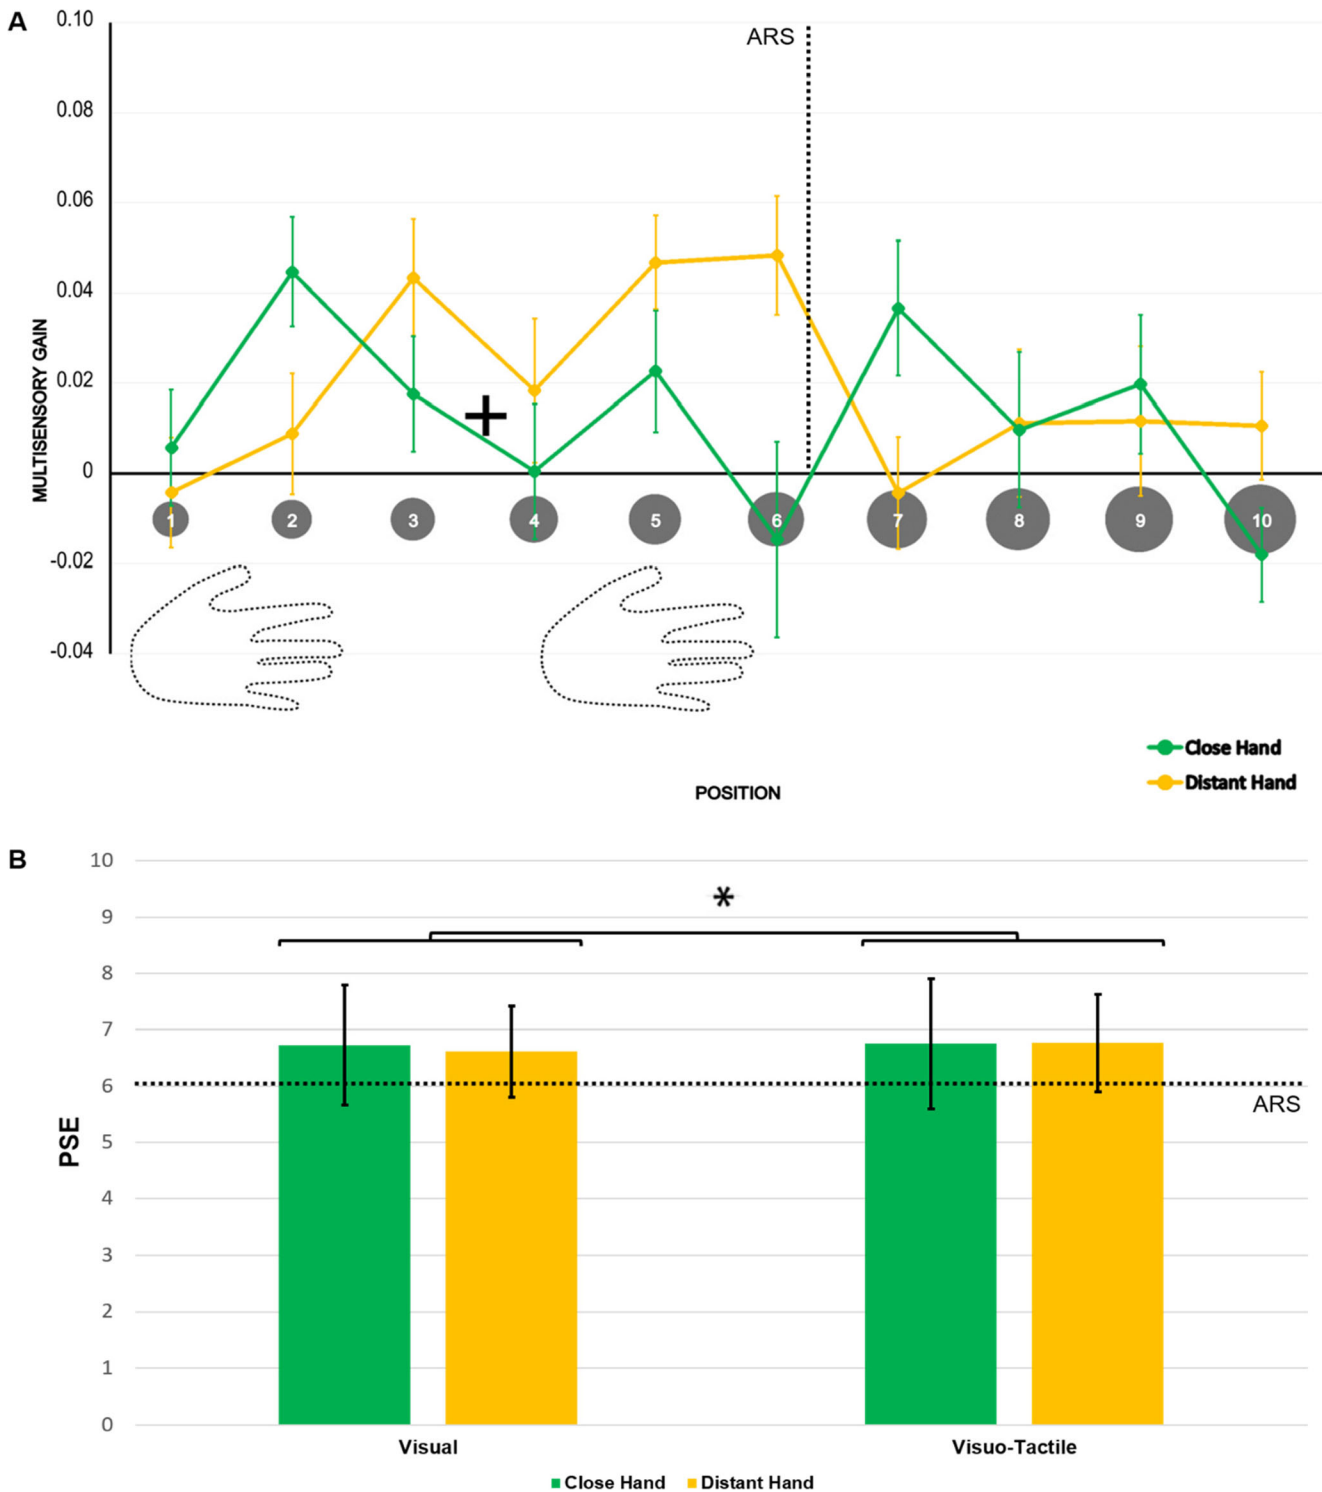 A
0.10
ARS
0.08
0.06
0.04
0.02
0
-0.02
-0.04
MULTISENSORY GAIN
1 2 3 4 5 6 7 8 9 10
Close Hand
Distant Hand
POSITION
B
10
9
*
8
7
6
ARS
5
4
3
2
1
0
PSE
Visual Visuo-Tactile
Close Hand Distant Hand